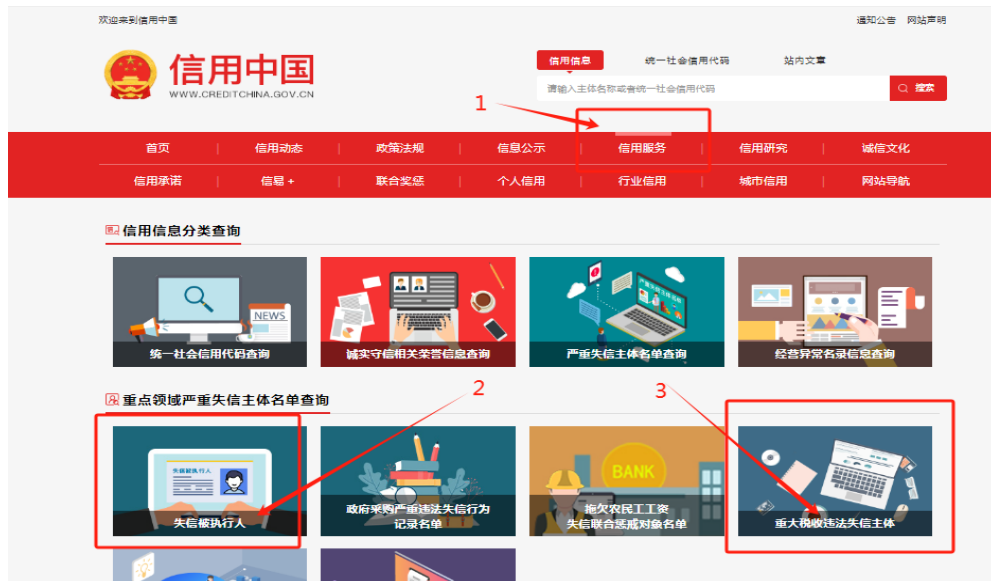 欢迎来到信用中国
通知公告 网站声明
信用中国
WWW.CREDITCHINA.GOV.CN
信用信息 统一社会信用代码 站内文章
请输入主体名称或者统一社会信用代码
搜索
1
首页 信用动态 政策法规 信息公示 信用服务 信用研究 诚信文化
信用承诺 信易+ 联合奖惩 个人信用 行业信用 城市信用 网站导航
信用信息分类查询
NEWS
统一社会信用代码查询
诚实守信相关荣誉信息查询
严重失信主体名单查询
经营异常名录信息查询
2
3
重点领域严重失信主体名单查询
失信被执行人
失信被执行人
政府采购严重违法失信行为
记录名单
BANK
拖欠农民工工资
失信联合惩戒对象名单
重大税收违法失信主体